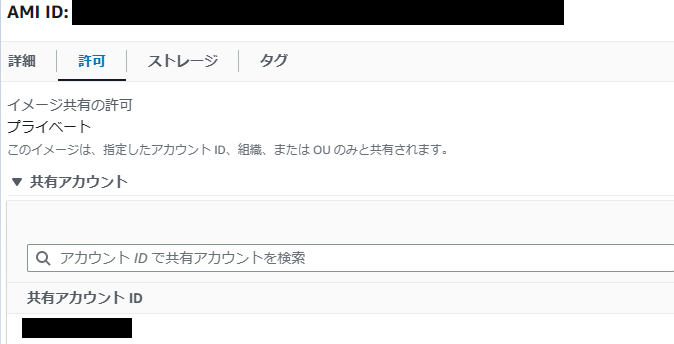 AMI ID:
詳細 許可 ストレージ タグ
イメージ共有の許可
プライベート
このイメージは、指定したアカウント ID、組織、または OU のみと共有されます。
▼ 共有アカウント
アカウント ID で共有アカウントを検索
共有アカウント ID